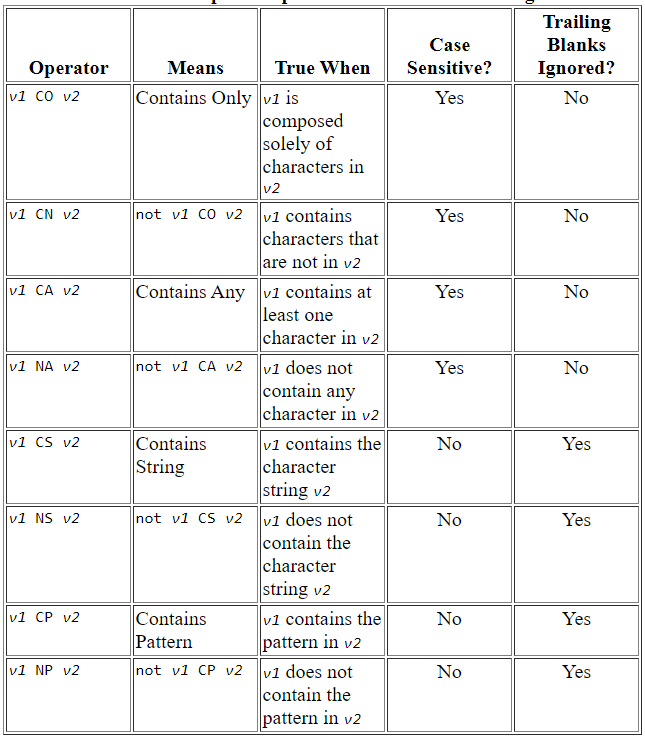 Operator Means True When Case Sensitive? Trailing Blanks Ignored?
v1 CO v2 Contains Only v1 is composed solely of characters in v2 Yes No
v1 CN v2 not v1 CO v2 v1 contains characters that are not in v2 Yes No
v1 CA v2 Contains Any v1 contains at least one character in v2 Yes No
v1 NA v2 not v1 CA v2 v1 does not contain any character in v2 Yes No
v1 CS v2 Contains String v1 contains the character string v2 No Yes
v1 NS v2 not v1 CS v2 v1 does not contain the character string v2 No Yes
v1 CP v2 Contains Pattern v1 contains the pattern in v2 No Yes
v1 NP v2 not v1 CP v2 v1 does not contain the pattern in v2 No Yes